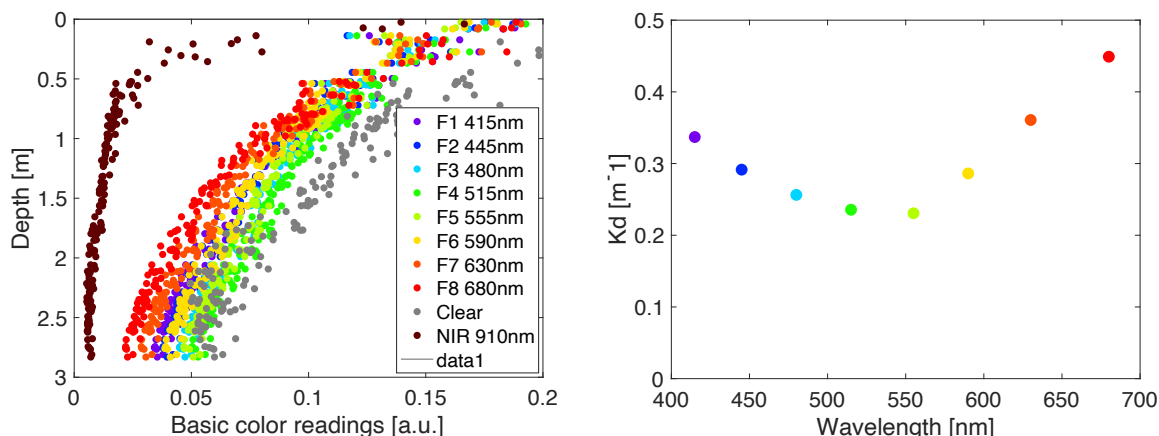 0
0.5
1
1.5
2
2.5
3
Depth [m]
0
0.05
0.1
0.15
0.2
Basic color readings [a.u.]
F1 415nm
F2 445nm
F3 480nm
F4 515nm
F5 555nm
F6 590nm
F7 630nm
F8 680nm
Clear
NIR 910nm
data1
0.5
0.4
0.3
0.2
0.1
0
Kd [m-1]
400
450
500
550
600
650
700
Wavelength [nm]